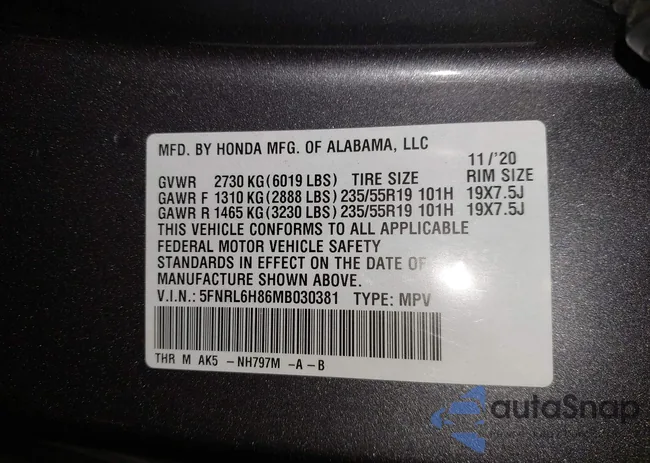 MFD. BY HONDA MFG. OF ALABAMA, LLC
11/'20
GVWR 2730 KG(6019 LBS) TIRE SIZE RIM SIZE
GAWR F 1310 KG(2888 LBS) 235/55R19 101H 19X7.5J
GAWR R 1465 KG(3230 LBS) 235/55R19 101H 19X7.5J
THIS VEHICLE CONFORMS TO ALL APPLICABLE
FEDERAL MOTOR VEHICLE SAFETY
STANDARDS IN EFFECT ON THE DATE OF
MANUFACTURE SHOWN ABOVE.
V.I.N.: 5FNRL6H86MB030381 TYPE: MPV
THR M AK5 -NH797M -A-B
autoSnap